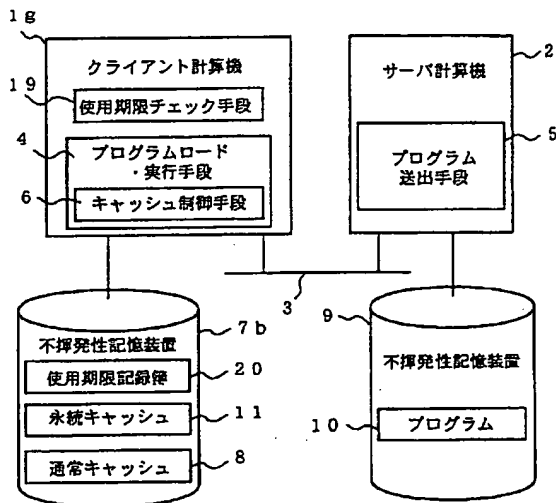 1g
クライアント計算機
19
使用期限チェック手段
4
プログラムロード
・実行手段
6
キャッシュ制御手段
2
サーバ計算機
5
プログラム
送出手段
3
7b
不揮発性記憶装置
使用期限記録簿
20
永続キャッシュ
11
通常キャッシュ
8
9
不揮発性記憶装置
10
プログラム